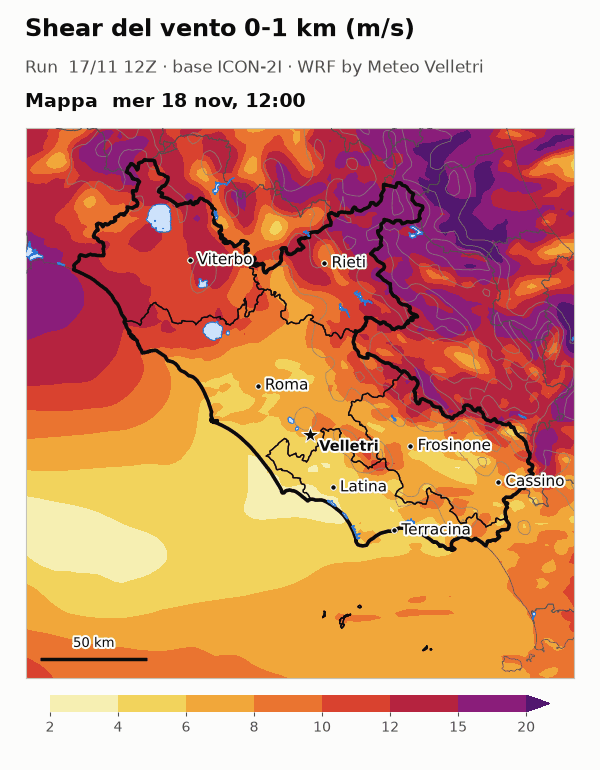 Shear del vento 0-1 km (m/s)
Run  17/11 12Z · base ICON-2I · WRF by Meteo Velletri
Mappa  mer 18 nov, 12:00
Viterbo
Rieti
Roma
Velletri
Frosinone
Latina
Cassino
Terracina
50 km
2 4 6 8 10 12 15 20